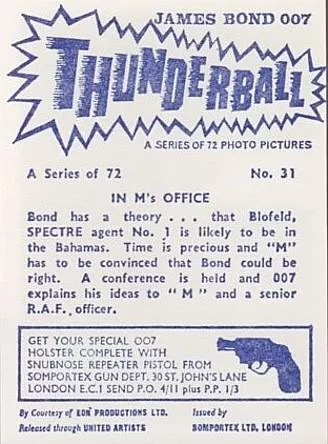 JAMES BOND 007
THUNDERBALL
A SERIES OF 72 PHOTO PICTURES
A Series of 72 No. 31
IN M's OFFICE
Bond has a theory . . . that Blofeld,
SPECTRE agent No. 1 is likely to be in
the Bahamas. Time is precious and "M"
has to be convinced that Bond could be
right. A conference is held and 007
explains his ideas to "M" and a senior
R.A.F. officer.
GET YOUR SPECIAL OO7
HOLSTER COMPLETE WITH
SNUBNOSE REPEATER PISTOL FROM
SOMPORTEX GUN DEPT. 30 ST. JOHN'S LANE
LONDON E.C.1 SEND P.O. 4/11 plus P.P. 1/3
By Courtesy of EON PRODUCTIONS LTD. Issued by
Released through UNITED ARTISTS SOMPORTEX LTD. LONDON